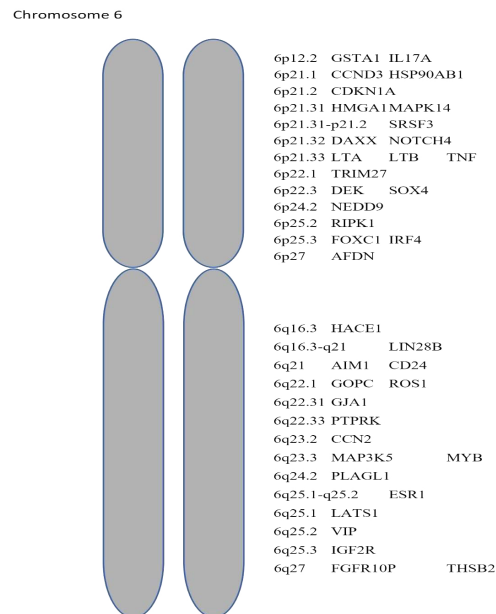 Chromosome 6
6p12.2 GSTA1 IL17A
6p21.1 CCND3 HSP90AB1
6p21.2 CDKN1A
6p21.31 HMGA1 MAPK14
6p21.31-p21.2 SRSF3
6p21.32 DAXX NOTCH4
6p21.33 LTA LTB TNF
6p22.1 TRIM27
6p22.3 DEK SOX4
6p24.2 NEDD9
6p25.2 RIPK1
6p25.3 FOXC1 IRF4
6p27 AFDN
6q16.3 HACE1
6q16.3-q21 LIN28B
6q21 AIM1 CD24
6q22.1 GOPC ROS1
6q22.31 GJA1
6q22.33 PTPRK
6q23.2 CCN2
6q23.3 MAP3K5 MYB
6q24.2 PLAGL1
6q25.1-q25.2 ESR1
6q25.1 LATS1
6q25.2 VIP
6q25.3 IGF2R
6q27 FGFR10P THSB2